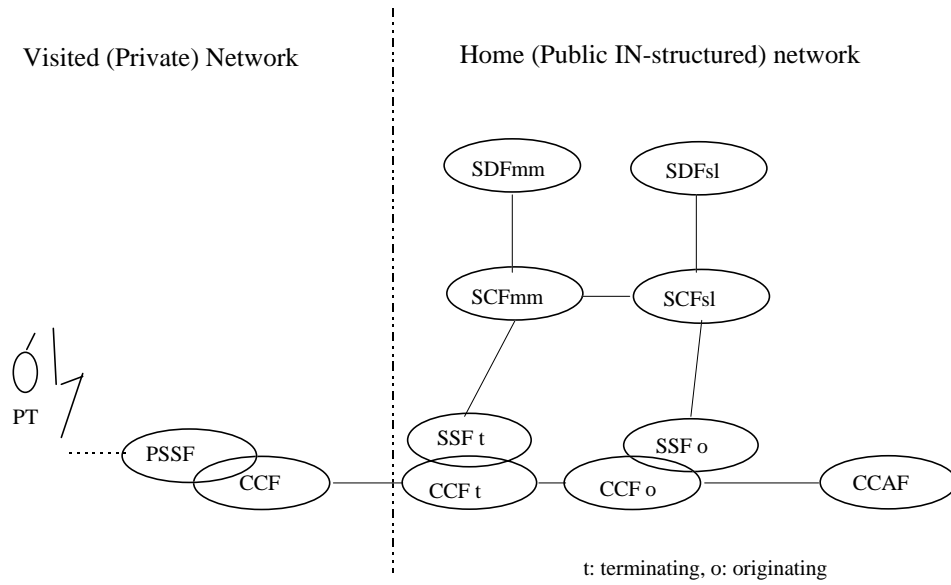 Visited (Private) Network
Home (Public IN-structured) network
SDFmm
SDFsl
SCFmm
SCFsl
PT
PSSF
CCF
SSF t
CCF t
SSF o
CCF o
CCAF
t: terminating, o: originating